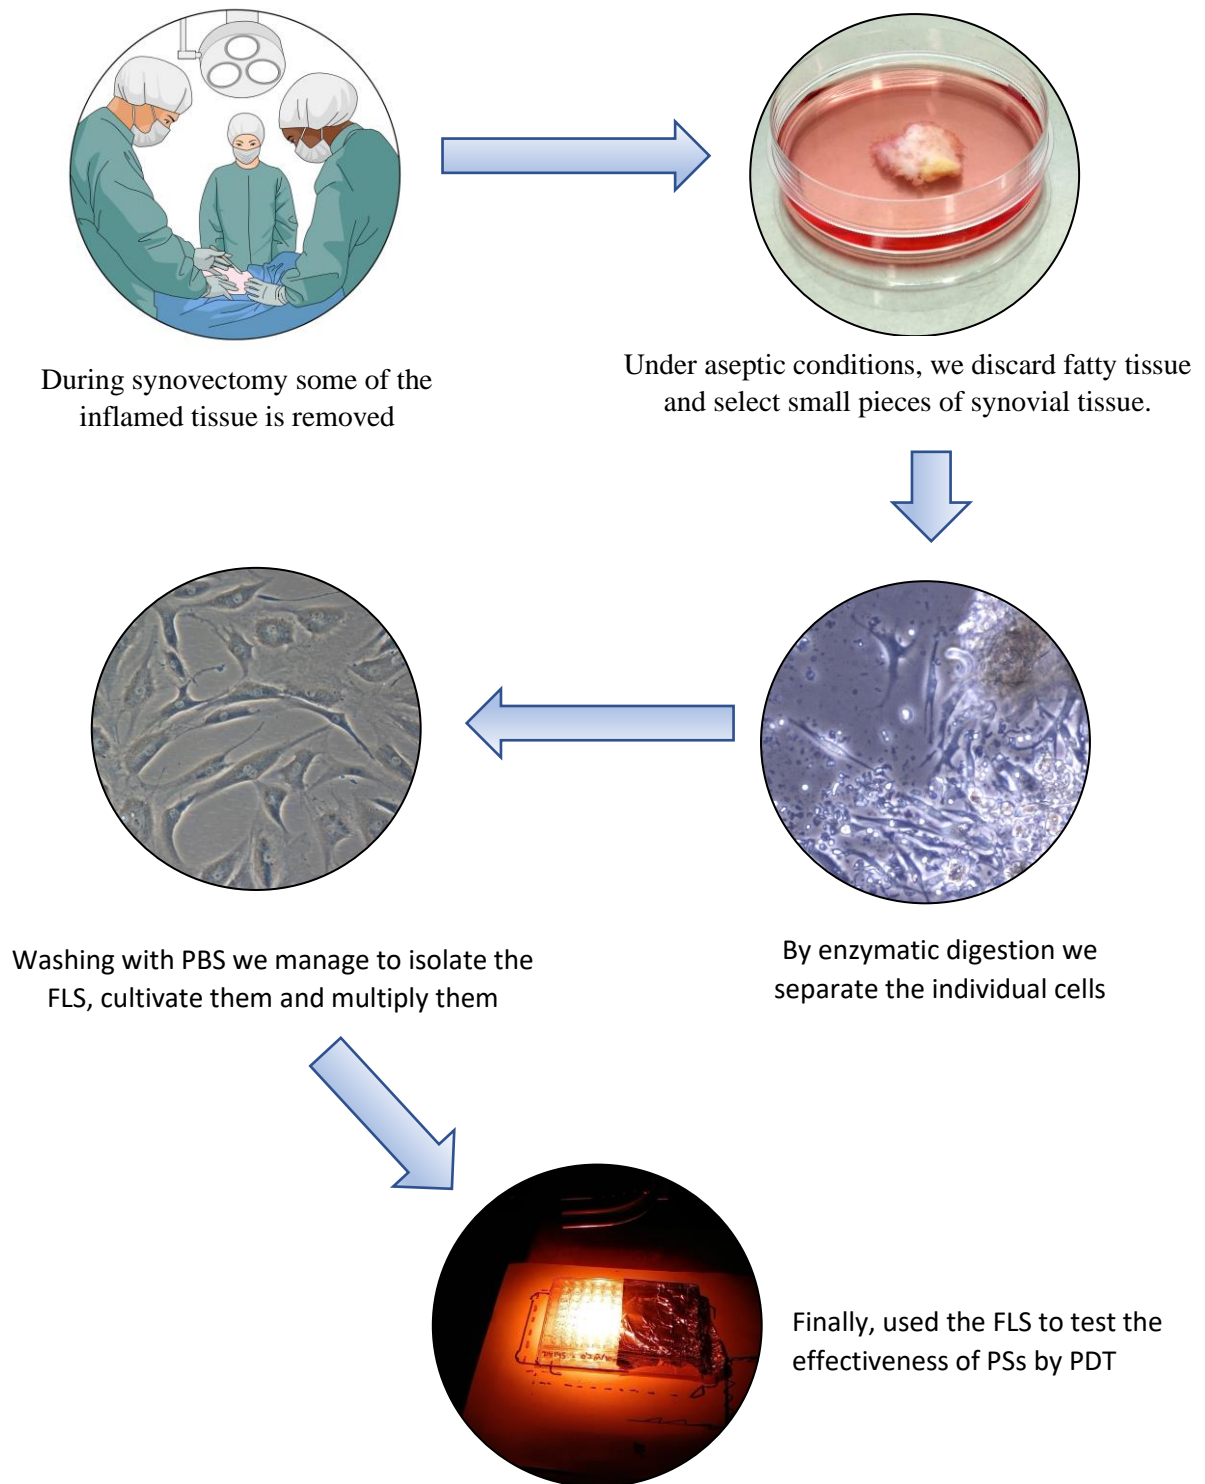 During synovectomy some of the
inflamed tissue is removed
Under aseptic conditions, we discard fatty tissue
and select small pieces of synovial tissue.
By enzymatic digestion we
separate the individual cells
Washing with PBS we manage to isolate the
FLS, cultivate them and multiply them
Finally, used the FLS to test the
effectiveness of PSs by PDT